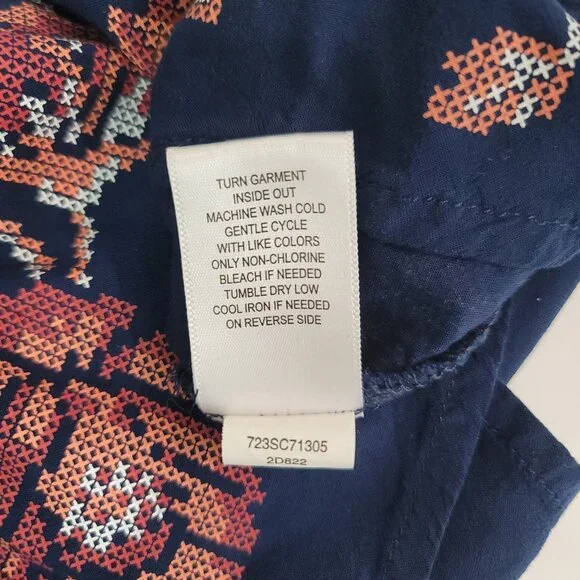 TURN GARMENT
INSIDE OUT
MACHINE WASH COLD
GENTLE CYCLE
WITH LIKE COLORS
ONLY NON-CHLORINE
BLEACH IF NEEDED
TUMBLE DRY LOW
COOL IRON IF NEEDED
ON REVERSE SIDE
723SC71305
2D822